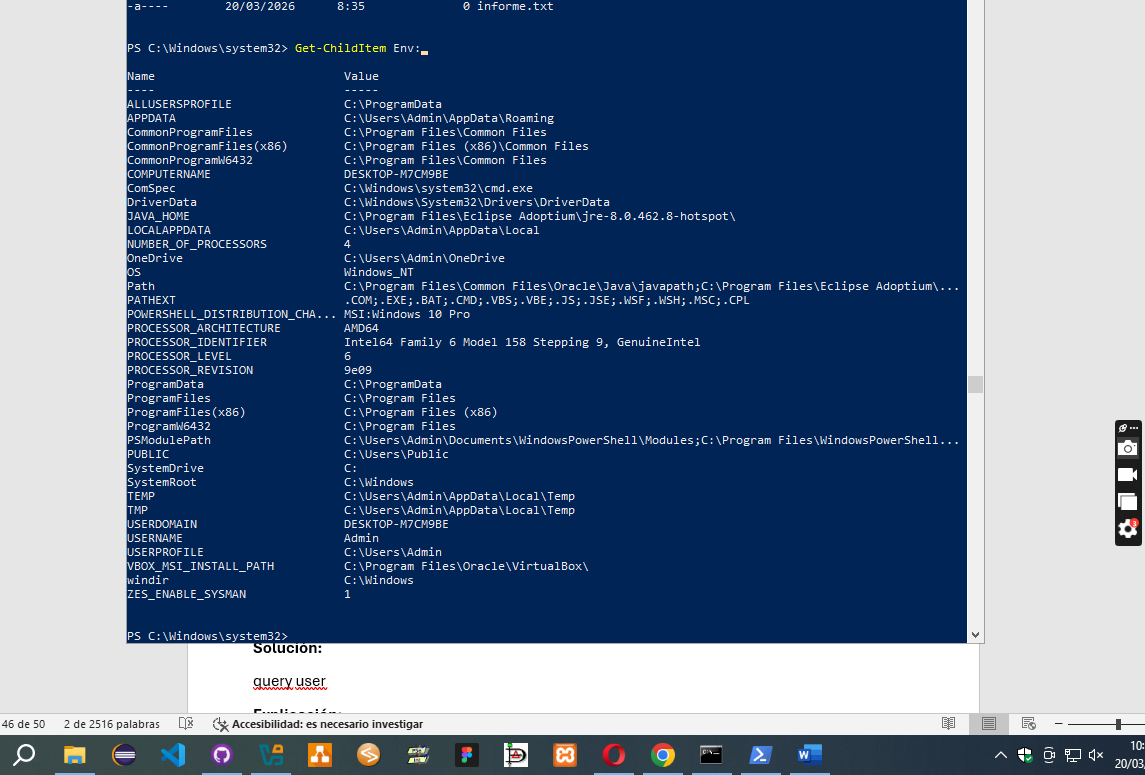 -a---- 20/03/2026 8:35 0 informe.txt
PS C:\Windows\system32> Get-ChildItem Env:
Name Value
---- -----
ALLUSERSPROFILE C:\ProgramData
APPDATA C:\Users\Admin\AppData\Roaming
CommonProgramFiles C:\Program Files\Common Files
CommonProgramFiles(x86) C:\Program Files (x86)\Common Files
CommonProgramW6432 C:\Program Files\Common Files
COMPUTERNAME DESKTOP-M7CM9BE
ComSpec C:\Windows\system32\cmd.exe
DriverData C:\Windows\System32\Drivers\DriverData
JAVA_HOME C:\Program Files\Eclipse Adoptium\jre-8.0.462.8-hotspot\
LOCALAPPDATA C:\Users\Admin\AppData\Local
NUMBER_OF_PROCESSORS 4
OneDrive C:\Users\Admin\OneDrive
OS Windows_NT
Path C:\Program Files\Common Files\Oracle\Java\javapath;C:\Program Files\Eclipse Adoptium\...
PATHEXT .COM;.EXE;.BAT;.CMD;.VBS;.VBE;.JS;.JSE;.WSF;.WSH;.MSC;.CPL
POWERSHELL_DISTRIBUTION_CHA... MSI:Windows 10 Pro
PROCESSOR_ARCHITECTURE AMD64
PROCESSOR_IDENTIFIER Intel64 Family 6 Model 158 Stepping 9, GenuineIntel
PROCESSOR_LEVEL 6
PROCESSOR_REVISION 9e09
ProgramData C:\ProgramData
ProgramFiles C:\Program Files
ProgramFiles(x86) C:\Program Files (x86)
ProgramW6432 C:\Program Files
PSModulePath C:\Users\Admin\Documents\WindowsPowerShell\Modules;C:\Program Files\WindowsPowerShell...
PUBLIC C:\Users\Public
SystemDrive C:
SystemRoot C:\Windows
TEMP C:\Users\Admin\AppData\Local\Temp
TMP C:\Users\Admin\AppData\Local\Temp
USERDOMAIN DESKTOP-M7CM9BE
USERNAME Admin
USERPROFILE C:\Users\Admin
VBOX_MSI_INSTALL_PATH C:\Program Files\Oracle\VirtualBox\
windir C:\Windows
ZES_ENABLE_SYSMAN 1
PS C:\Windows\system32>
Solución:
query user
Explicación:
46 de 50 2 de 2516 palabras Accesibilidad: es necesario investigar
10:
20/03